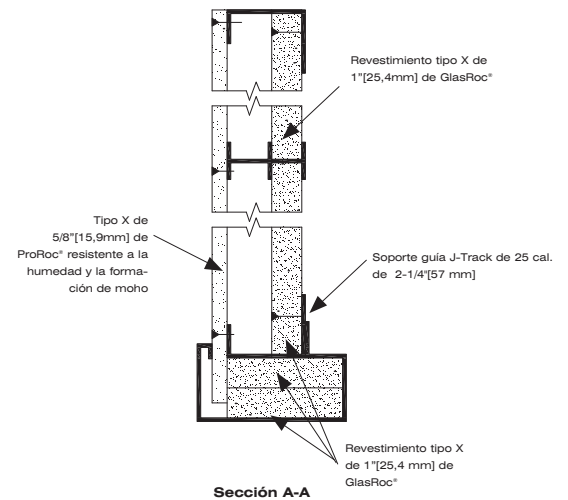 Revestimiento tipo X de
1"[25,4mm] de GlasRoc®
Tipo X de
5/8"[15,9mm] de
ProRoc® resistente a la
humedad y la forma-
ción de moho
Soporte guía J-Track de 25 cal.
de 2-1/4"[57 mm]
Revestimiento tipo X
de 1"[25,4 mm] de
GlasRoc®
Sección A-A